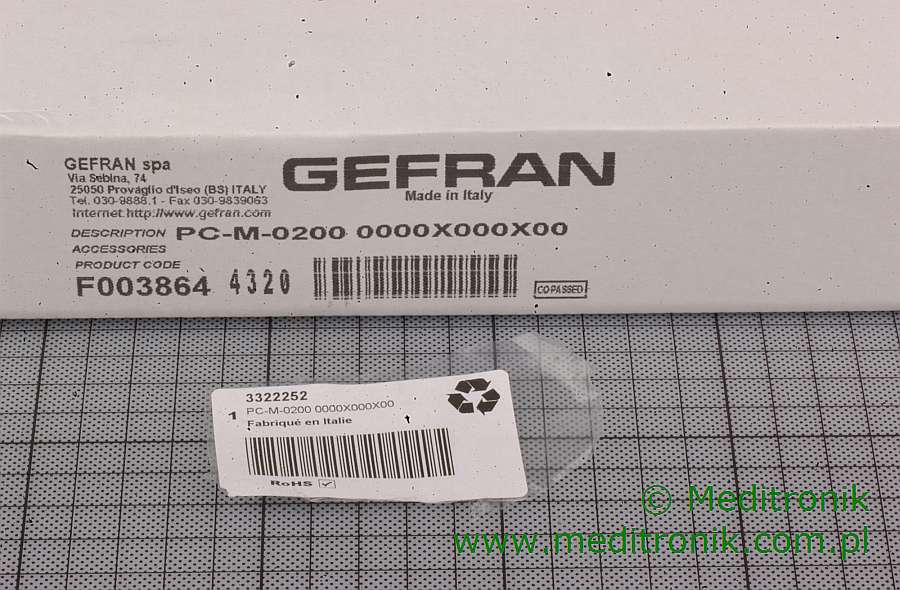 GEFRAN spa
Via Sebina, 74
25050 Provaglio d'Iseo (BS) ITALY
Tel. 030-9888.1 - Fax 030-9839063
Internet:http://www.gefran.com
GEFRAN
Made in Italy
DESCRIPTION PC-M-0200 0000X000X00
ACCESSORIES
PRODUCT CODE
F003864 4320
CO PASSED
3322252
1 PC-M-0200 0000X000X00
Fabriqué en Italie
RoHS
© Meditronik
www.meditronik.com.pl